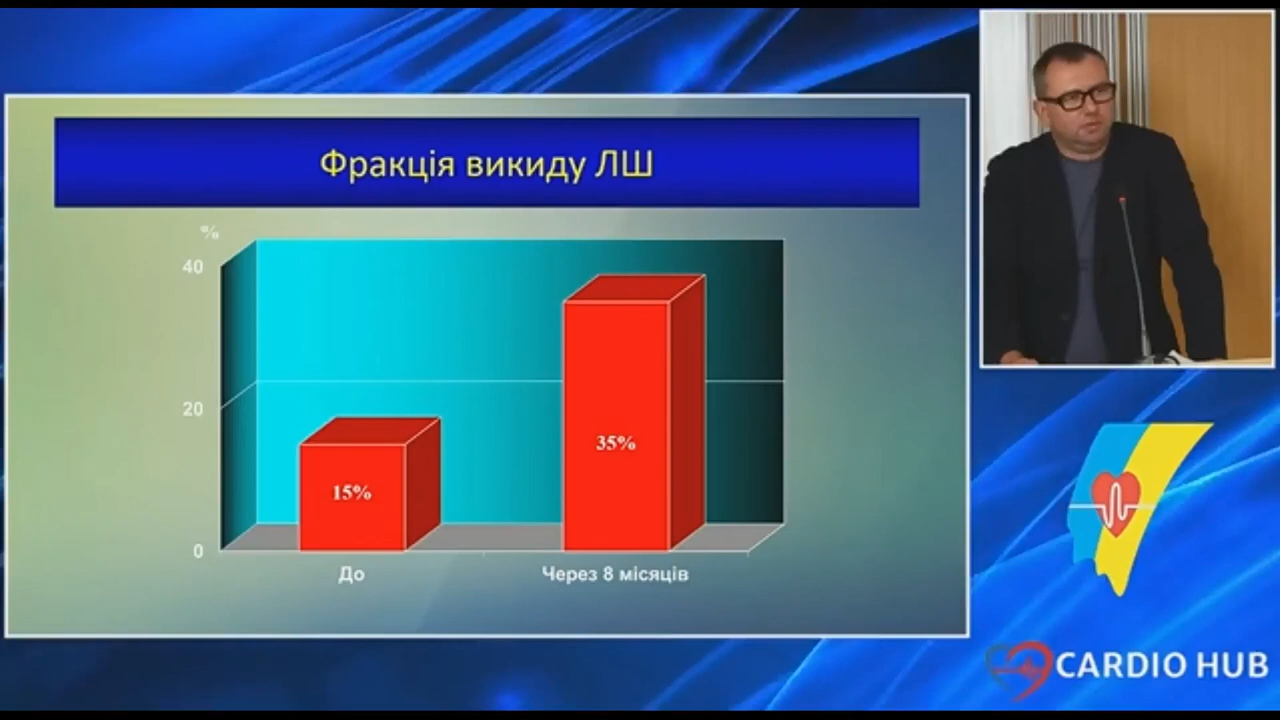 Фракція викиду ЛШ
%
40
20
0
15%
35%
До
Через 8 місяців
CARDIO HUB